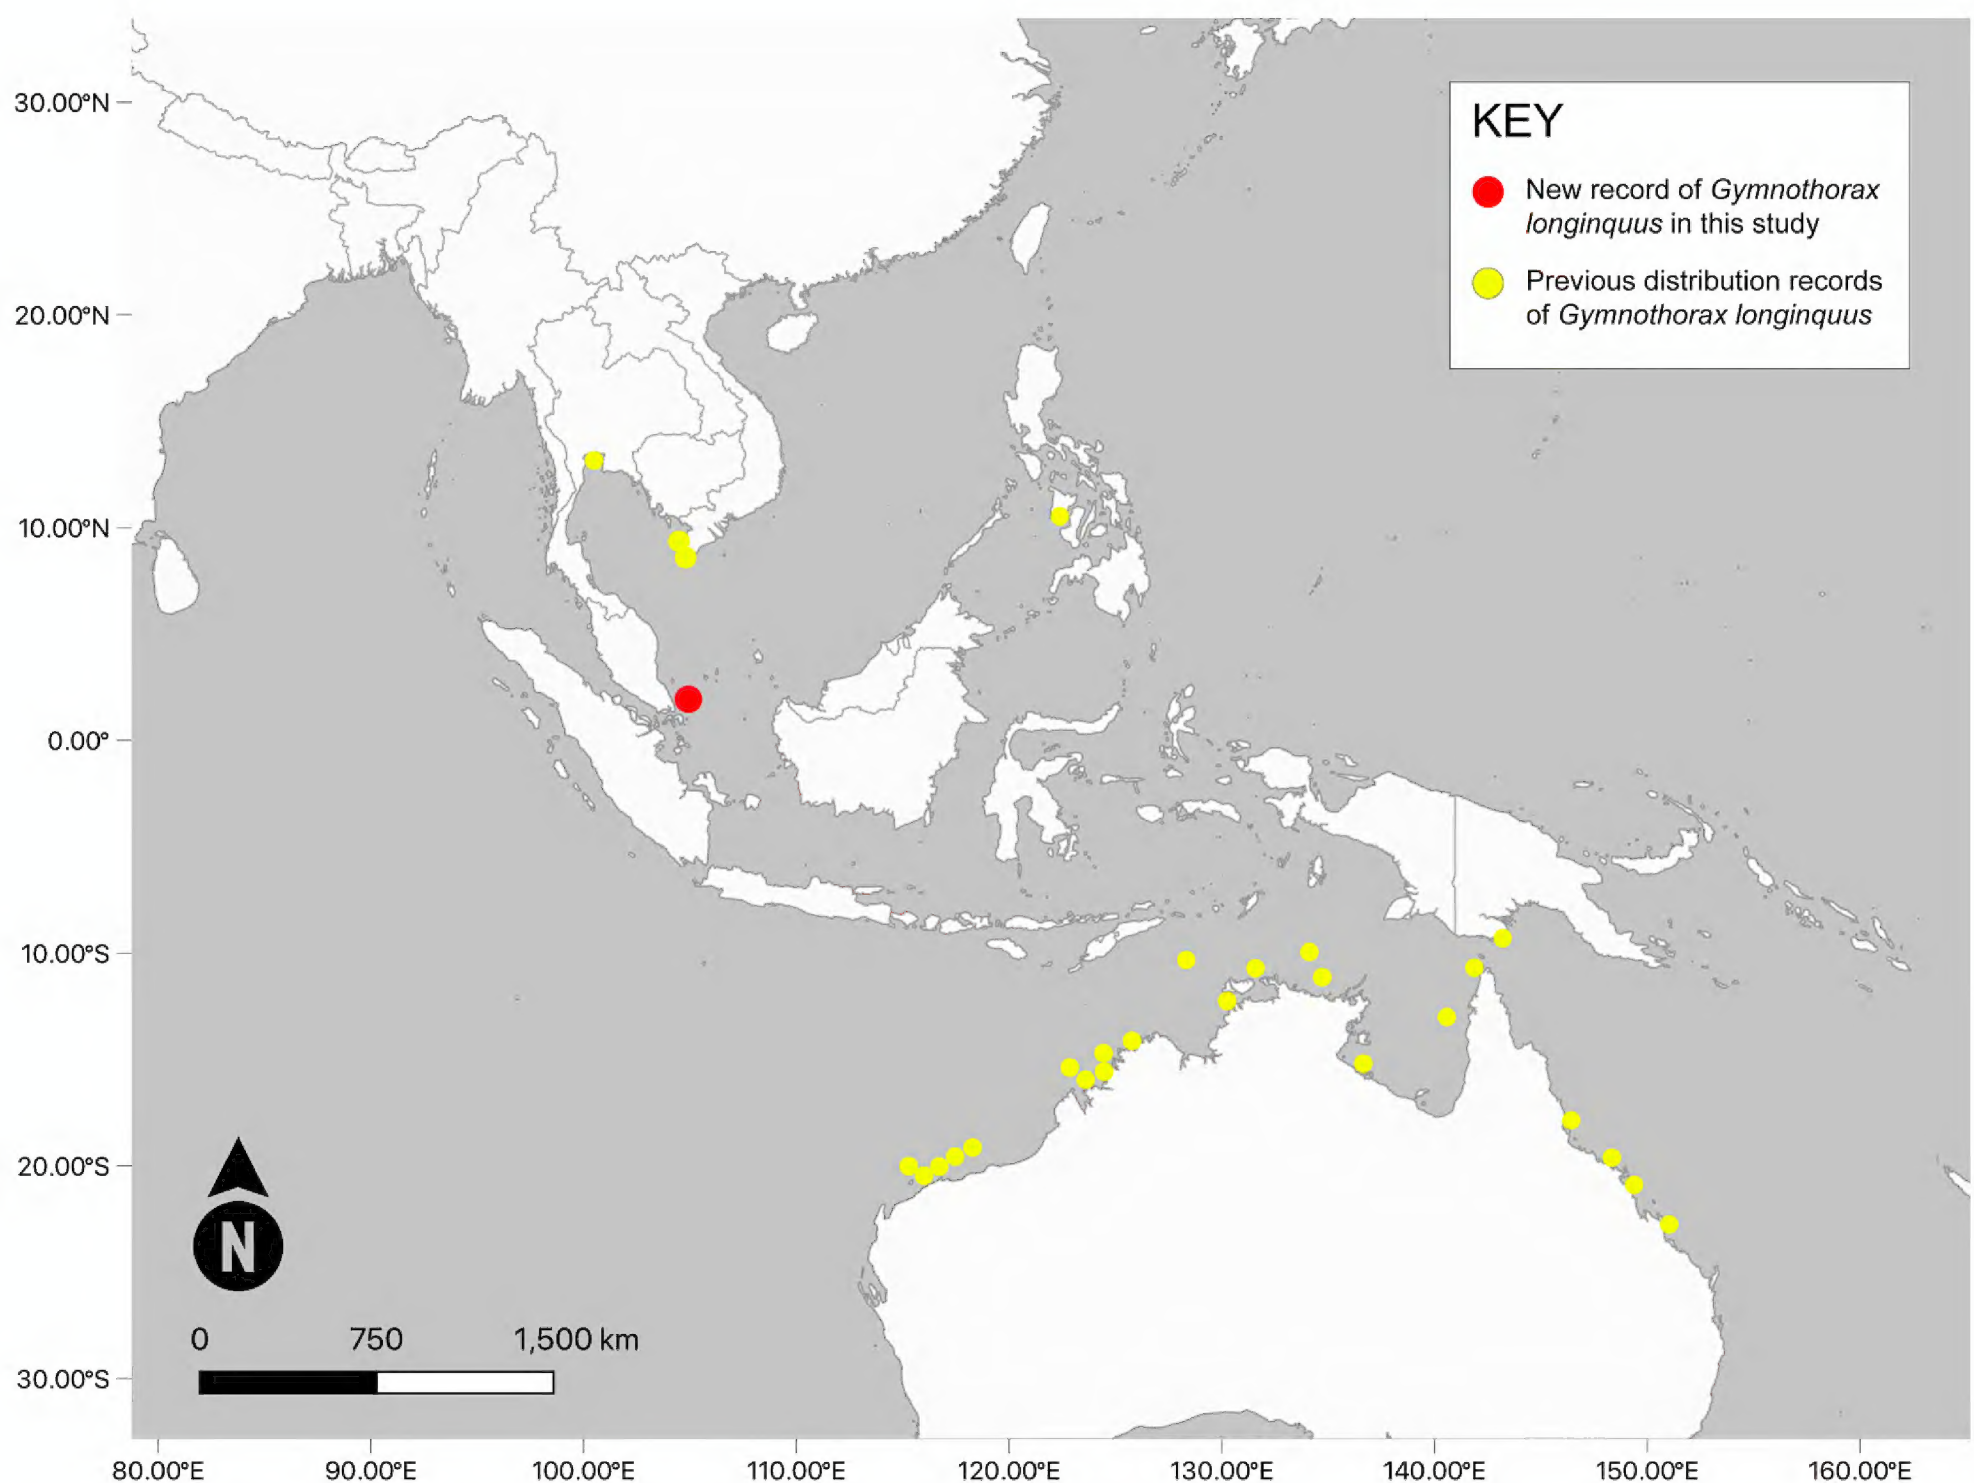 KEY
New record of Gymnothorax
longinquus in this study
Previous distribution records
of Gymnothorax longinquus
30.00°N
20.00°N
10.00°N
0.00°
10.00°S
20.00°S
30.00°S
N
0 750 1,500 km
80.00°E 90.00°E 100.00°E 110.00°E 120.00°E 130.00°E 140.00°E 150.00°E 160.00°E